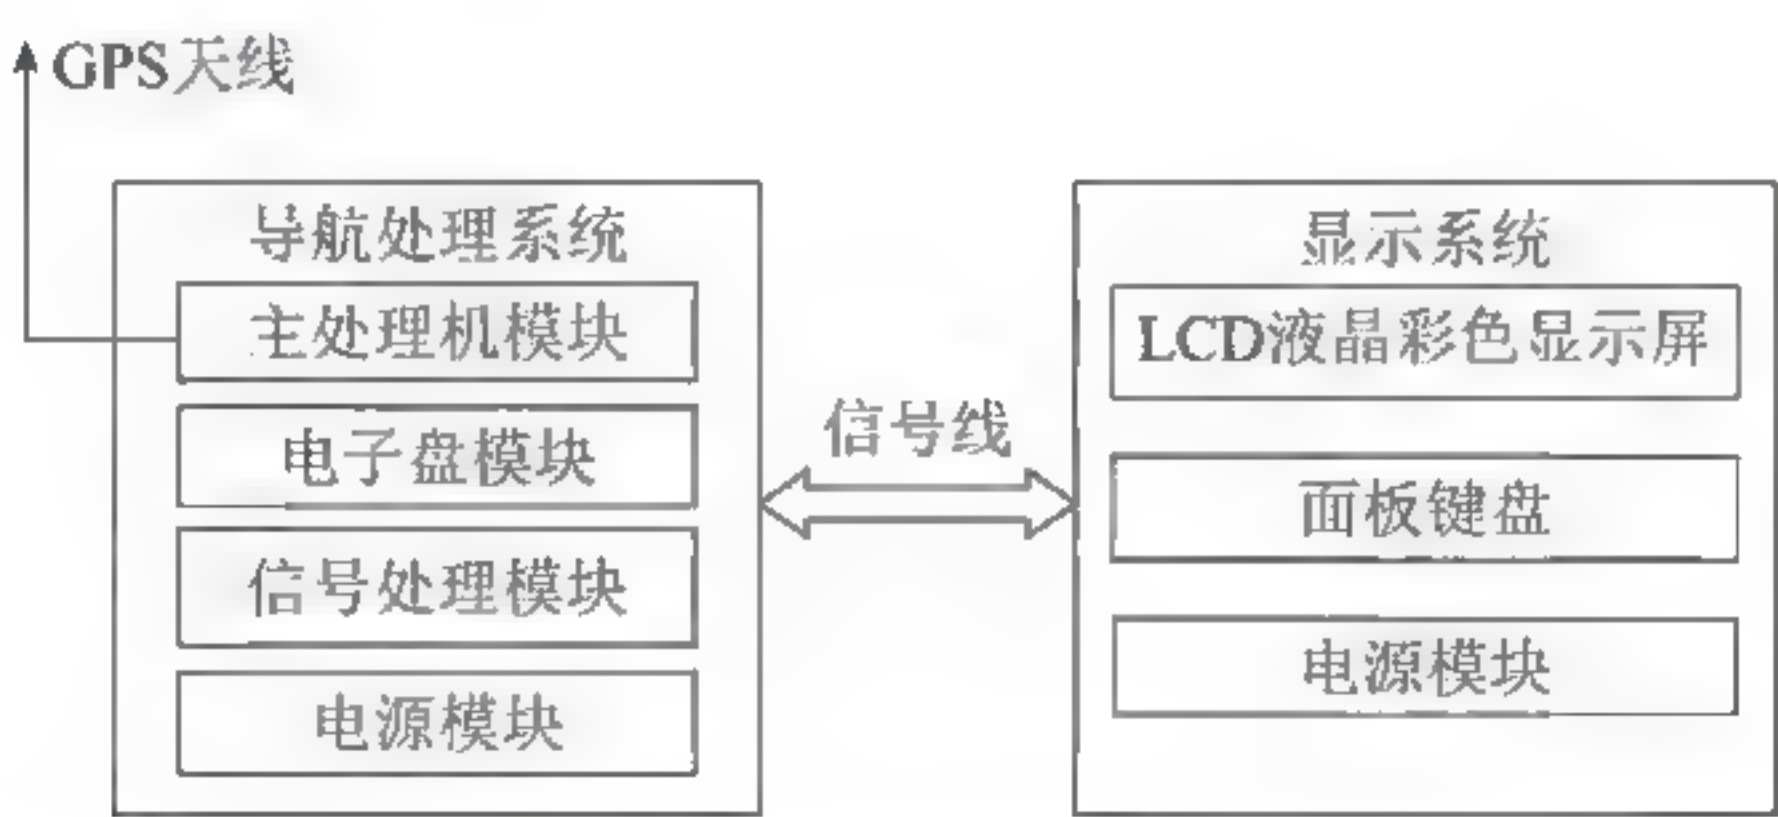 GPS天线
导航处理系统
主处理机模块
电子盘模块
信号处理模块
电源模块
信号线
显示系统
LCD液晶彩色显示屏
面板键盘
电源模块